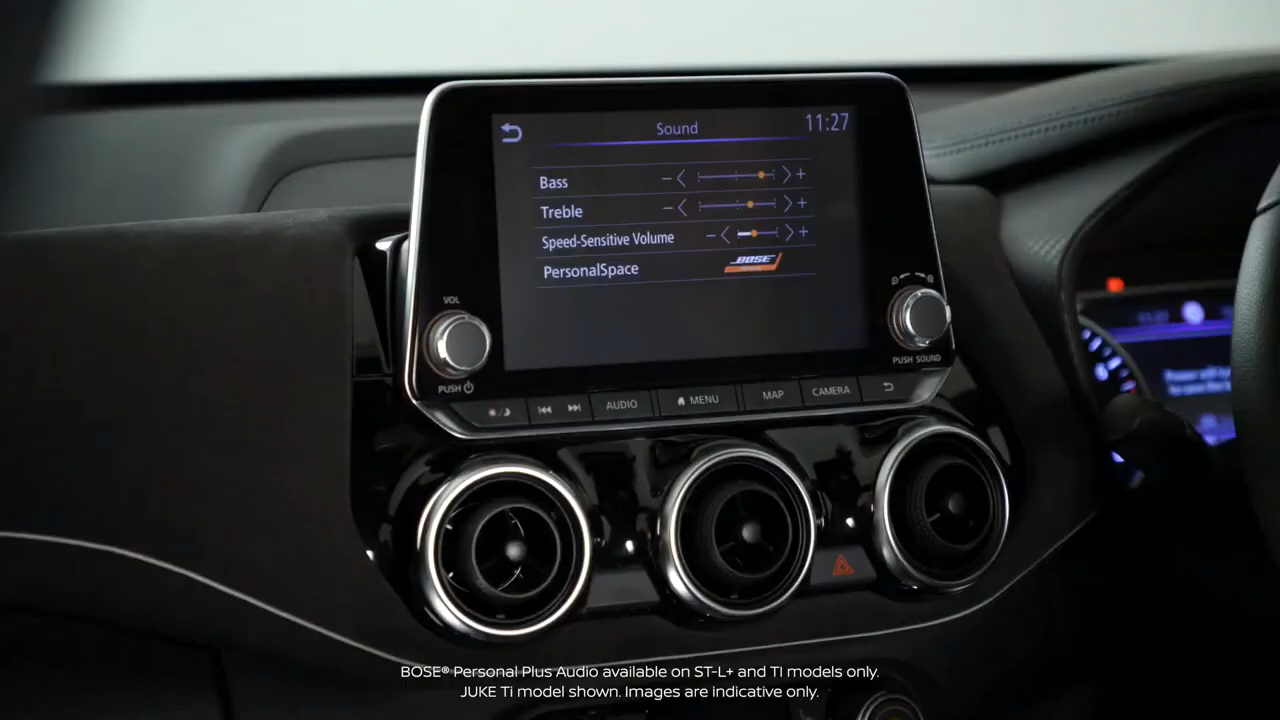 Sound
11:27
Bass
Treble
Speed-Sensitive Volume
PersonalSpace
BOSE
VOL
PUSH
PUSH SOUND
AUDIO
MENU
MAP
CAMERA
BOSE® Personal Plus Audio available on ST-L+ and TI models only.
JUKE Ti model shown. Images are indicative only.